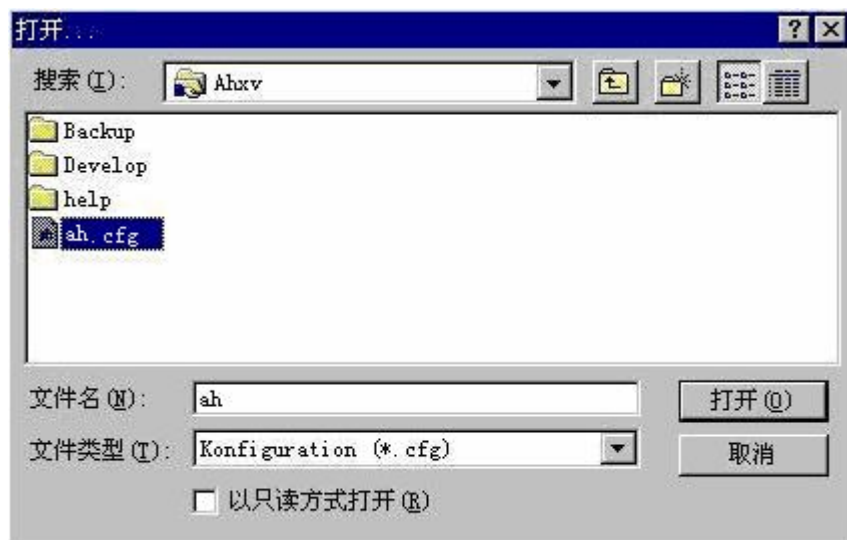 打开...
搜索(I): Ahxv
Backup
Develop
help
ah.cfg
文件名(N): ah 打开(O)
文件类型(T): Konfiguration (*.cfg) 取消
以只读方式打开(R)